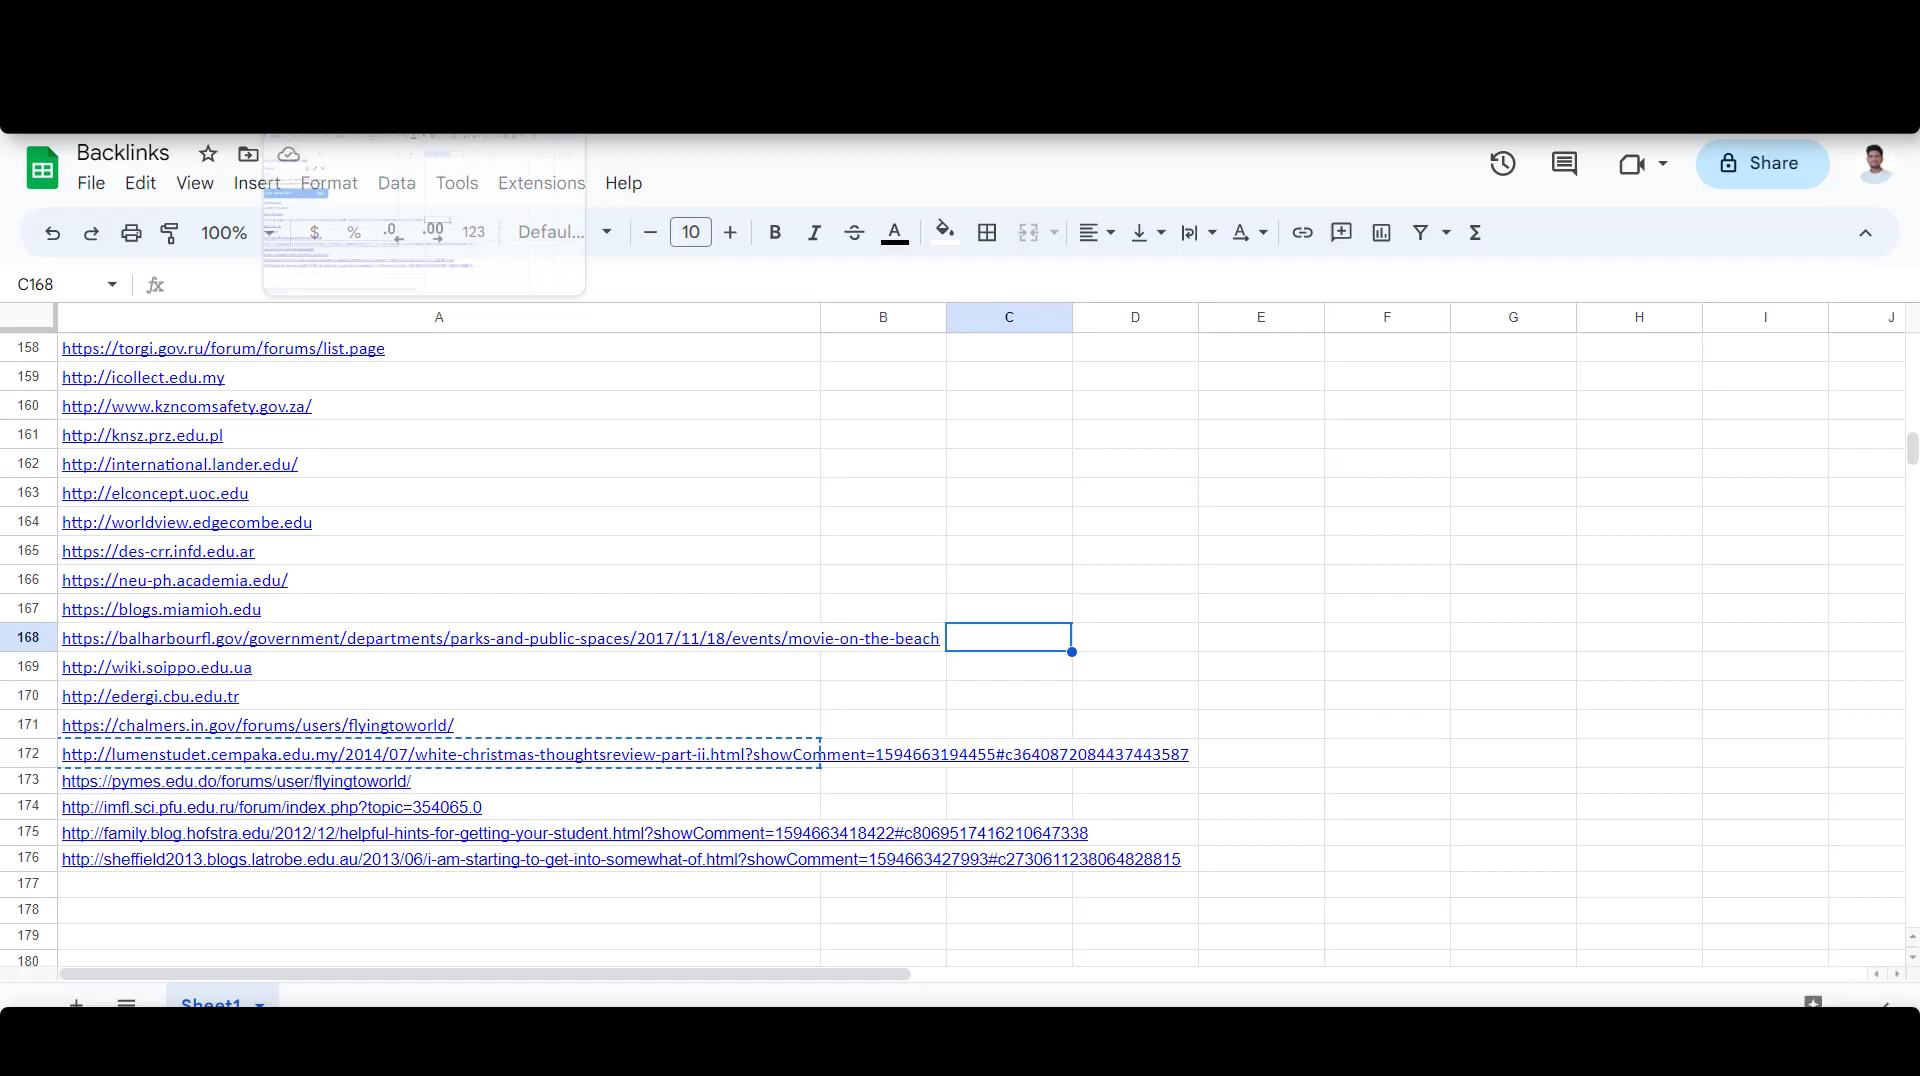 Backlinks
File Edit View Insert Format Data Tools Extensions Help
Share
100% $ % .0 .00 123 Defaul... 10 B I A Σ
C168 fx
A B C D E F G H I J
158 https://torgi.gov.ru/forum/forums/list.page
159 http://icollect.edu.my
160 http://www.kzncomsafety.gov.za/
161 http://knsz.prz.edu.pl
162 http://international.lander.edu/
163 http://elconcept.uoc.edu
164 http://worldview.edgecombe.edu
165 https://des-crr.infd.edu.ar
166 https://neu-ph.academia.edu/
167 https://blogs.miamioh.edu
168 https://balharbourfl.gov/government/departments/parks-and-public-spaces/2017/11/18/events/movie-on-the-beach
169 http://wiki.soippo.edu.ua
170 http://edergi.cbu.edu.tr
171 https://chalmers.in.gov/forums/users/flyingtoworld/
172 http://lumenstudet.cempaka.edu.my/2014/07/white-christmas-thoughtsreview-part-ii.html?showComment=1594663194455#c3640872084437443587
173 https://pymes.edu.do/forums/user/flyingtoworld/
174 http://imfl.sci.pfu.edu.ru/forum/index.php?topic=354065.0
175 http://family.blog.hofstra.edu/2012/12/helpful-hints-for-getting-your-student.html?showComment=1594663418422#c8069517416210647338
176 http://sheffield2013.blogs.latrobe.edu.au/2013/06/i-am-starting-to-get-into-somewhat-of.html?showComment=1594663427993#c2730611238064828815
177
178
179
180
Sheet1